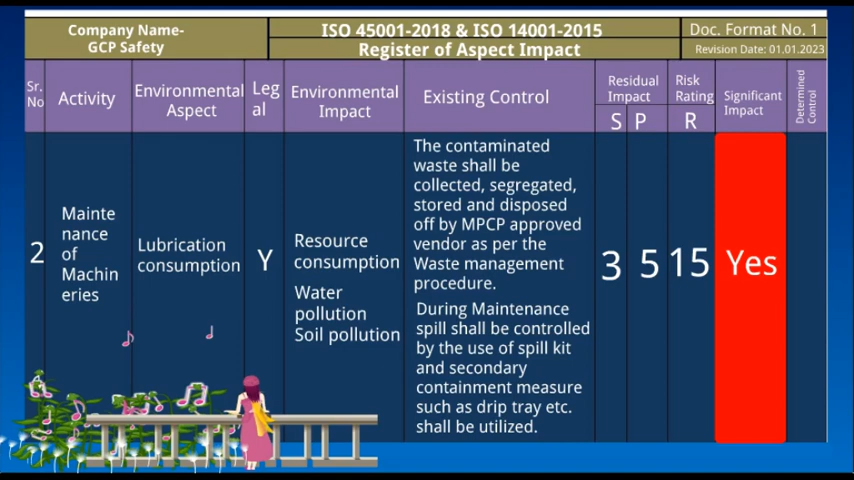 Company Name-
GCP Safety
ISO 45001-2018 & ISO 14001-2015
Register of Aspect Impact
Doc. Format No. 1
Revision Date: 01.01.2023
Sr.
No
Activity
Environmental
Aspect
Leg
al
Environmental
Impact
Existing Control
Residual
Impact
S P
Risk
Rating
R
Significant
Impact
Determined
Control
2
Mainte
nance
of
Machin
eries
Lubrication
consumption
Y
Resource
consumption
Water
pollution
Soil pollution
The contaminated
waste shall be
collected, segregated,
stored and disposed
off by MPCP approved
vendor as per the
Waste management
procedure.
During Maintenance
spill shall be controlled
by the use of spill kit
and secondary
containment measure
such as drip tray etc.
shall be utilized.
3
5
15
Yes